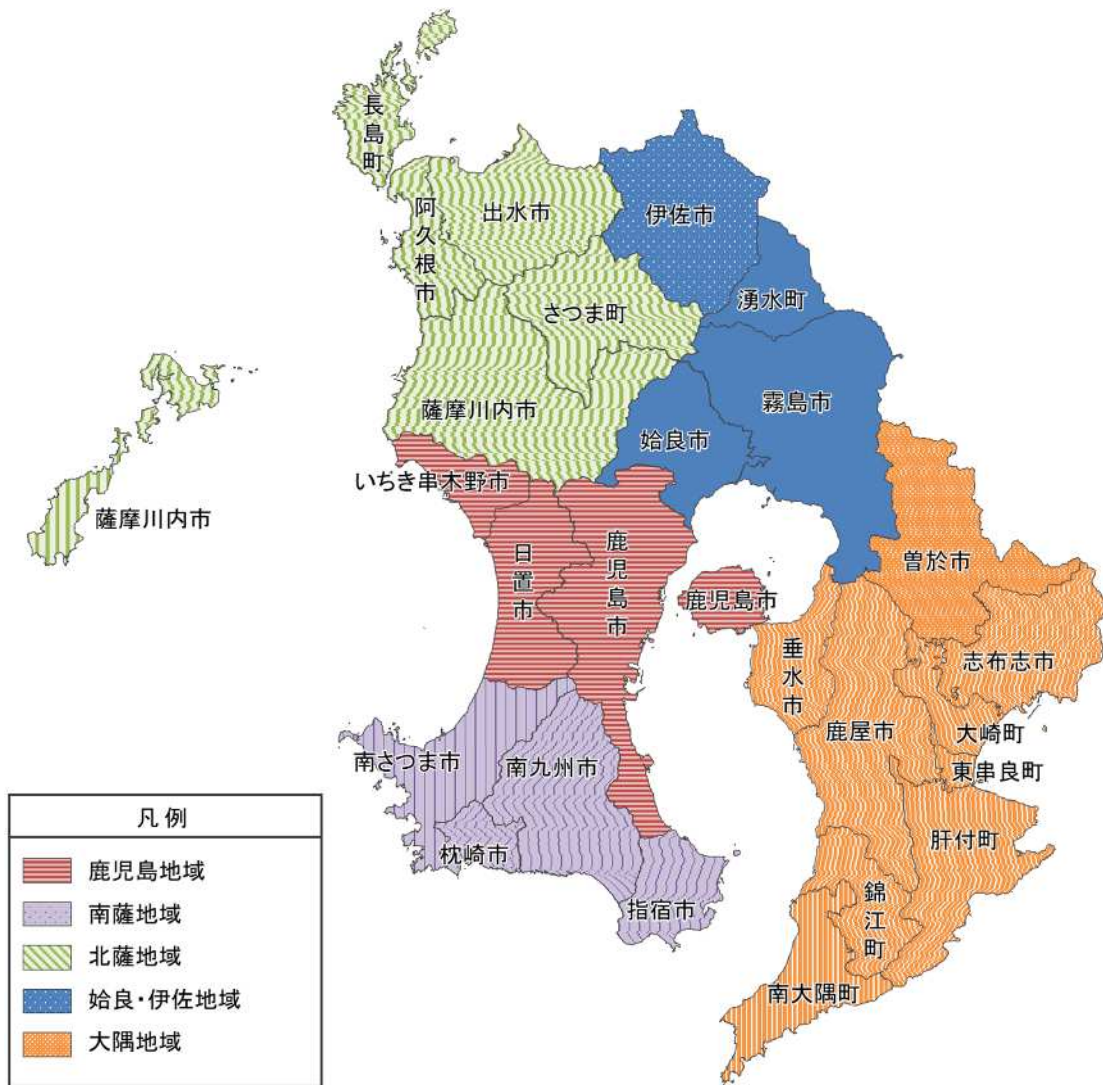 長島町
阿久根市
出水市
伊佐市
湧水町
さつま町
薩摩川内市
霧島市
姶良市
いちき串木野市
薩摩川内市
日置市
鹿児島市
鹿児島市
曽於市
垂水市
志布志市
鹿屋市
大崎町
東串良町
南さつま市
南九州市
枕崎市
指宿市
肝付町
錦江町
南大隅町
凡例
鹿児島地域
南薩地域
北薩地域
姶良・伊佐地域
大隅地域